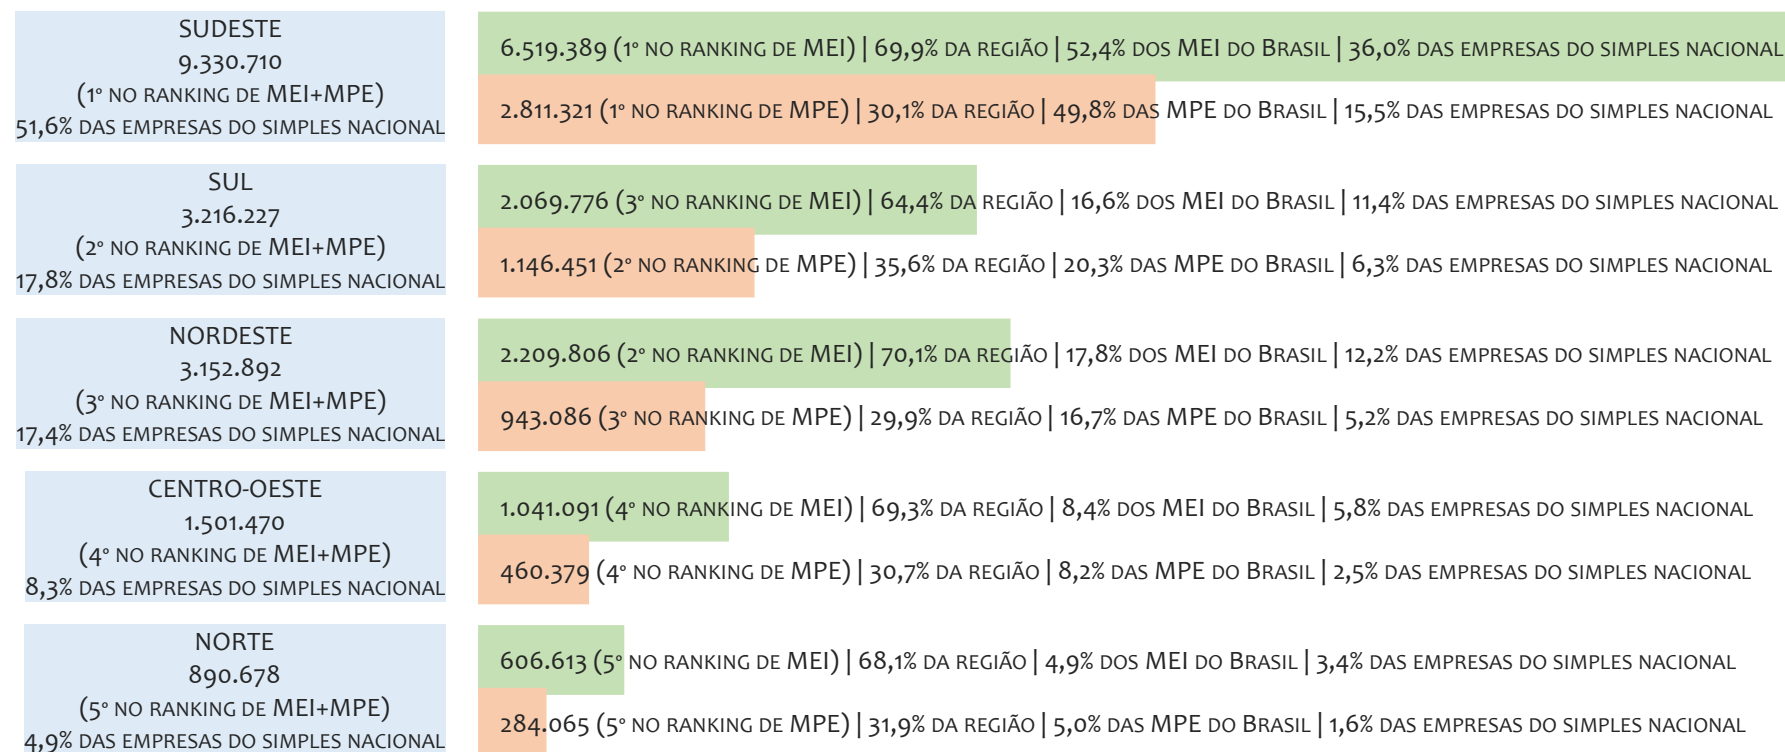 SUDESTE
9.330.710
(1º NO RANKING DE MEI+MPE)
51,6% DAS EMPRESAS DO SIMPLES NACIONAL
6.519.389 (1º NO RANKING DE MEI) | 69,9% DA REGIÃO | 52,4% DOS MEI DO BRASIL | 36,0% DAS EMPRESAS DO SIMPLES NACIONAL
2.811.321 (1º NO RANKING DE MPE) | 30,1% DA REGIÃO | 49,8% DAS MPE DO BRASIL | 15,5% DAS EMPRESAS DO SIMPLES NACIONAL
SUL
3.216.227
(2º NO RANKING DE MEI+MPE)
17,8% DAS EMPRESAS DO SIMPLES NACIONAL
2.069.776 (3º NO RANKING DE MEI) | 64,4% DA REGIÃO | 16,6% DOS MEI DO BRASIL | 11,4% DAS EMPRESAS DO SIMPLES NACIONAL
1.146.451 (2º NO RANKING DE MPE) | 35,6% DA REGIÃO | 20,3% DAS MPE DO BRASIL | 6,3% DAS EMPRESAS DO SIMPLES NACIONAL
NORDESTE
3.152.892
(3º NO RANKING DE MEI+MPE)
17,4% DAS EMPRESAS DO SIMPLES NACIONAL
2.209.806 (2º NO RANKING DE MEI) | 70,1% DA REGIÃO | 17,8% DOS MEI DO BRASIL | 12,2% DAS EMPRESAS DO SIMPLES NACIONAL
943.086 (3º NO RANKING DE MPE) | 29,9% DA REGIÃO | 16,7% DAS MPE DO BRASIL | 5,2% DAS EMPRESAS DO SIMPLES NACIONAL
CENTRO-OESTE
1.501.470
(4º NO RANKING DE MEI+MPE)
8,3% DAS EMPRESAS DO SIMPLES NACIONAL
1.041.091 (4º NO RANKING DE MEI) | 69,3% DA REGIÃO | 8,4% DOS MEI DO BRASIL | 5,8% DAS EMPRESAS DO SIMPLES NACIONAL
460.379 (4º NO RANKING DE MPE) | 30,7% DA REGIÃO | 8,2% DAS MPE DO BRASIL | 2,5% DAS EMPRESAS DO SIMPLES NACIONAL
NORTE
890.678
(5º NO RANKING DE MEI+MPE)
4,9% DAS EMPRESAS DO SIMPLES NACIONAL
606.613 (5º NO RANKING DE MEI) | 68,1% DA REGIÃO | 4,9% DOS MEI DO BRASIL | 3,4% DAS EMPRESAS DO SIMPLES NACIONAL
284.065 (5º NO RANKING DE MPE) | 31,9% DA REGIÃO | 5,0% DAS MPE DO BRASIL | 1,6% DAS EMPRESAS DO SIMPLES NACIONAL